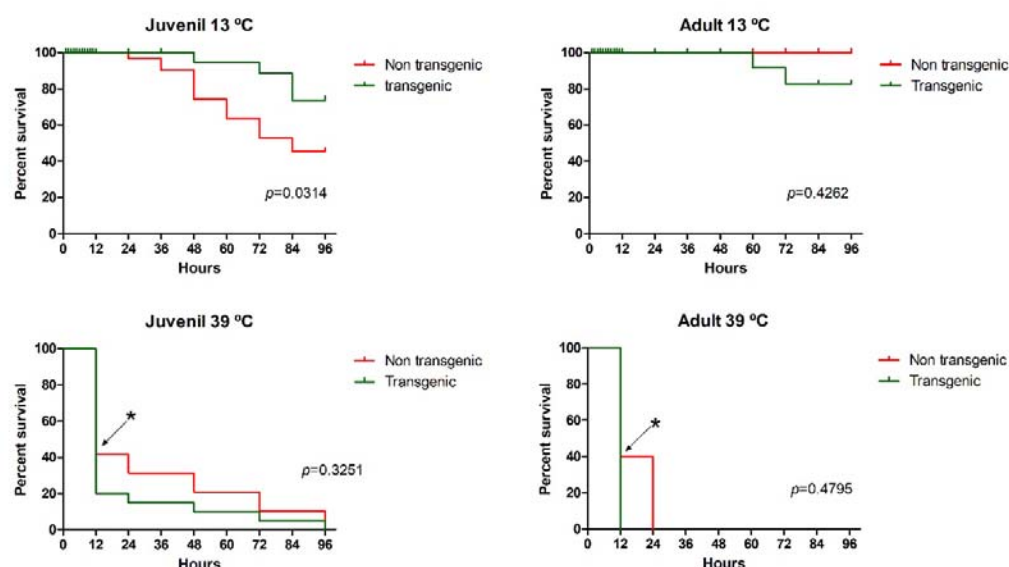 Juvenil 13 ºC
Percent survival
100
80
60
40
20
0
0 12 24 36 48 60 72 84 96
Hours
Non transgenic
transgenic
p=0.0314
Adult 13 ºC
Percent survival
100
80
60
40
20
0
0 12 24 36 48 60 72 84 96
Hours
Non transgenic
Transgenic
p=0.4262
Juvenil 39 ºC
Percent survival
100
80
60
40
20
0
0 12 24 36 48 60 72 84 96
Hours
Non transgenic
Transgenic
*
p=0.3251
Adult 39 ºC
Percent survival
100
80
60
40
20
0
0 12 24 36 48 60 72 84 96
Hours
Non transgenic
Transgenic
*
p=0.4795